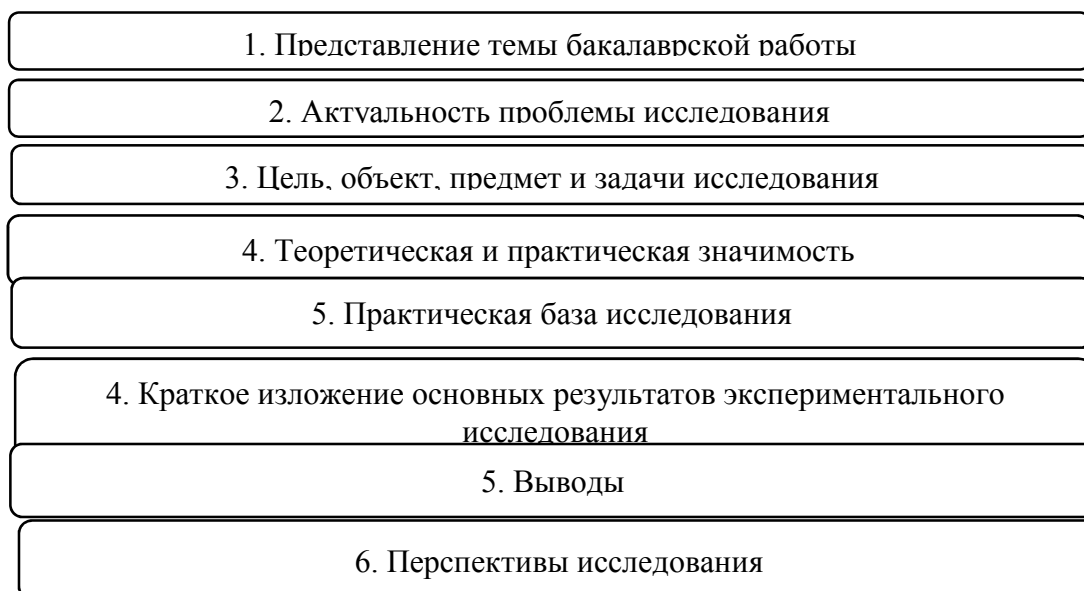 1. Представление темы бакалаврской работы
2. Актуальность проблемы исследования
3. Цель, объект, предмет и задачи исследования
4. Теоретическая и практическая значимость
5. Практическая база исследования
4. Краткое изложение основных результатов экспериментального
исследования
5. Выводы
6. Перспективы исследования